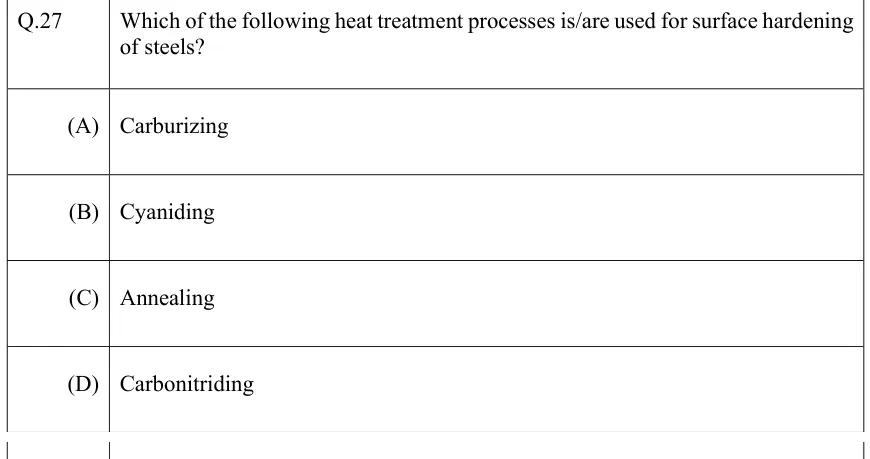 Q.27 Which of the following heat treatment processes is/are used for surface hardening
of steels?
(A) Carburizing
(B) Cyaniding
(C) Annealing
(D) Carbonitriding